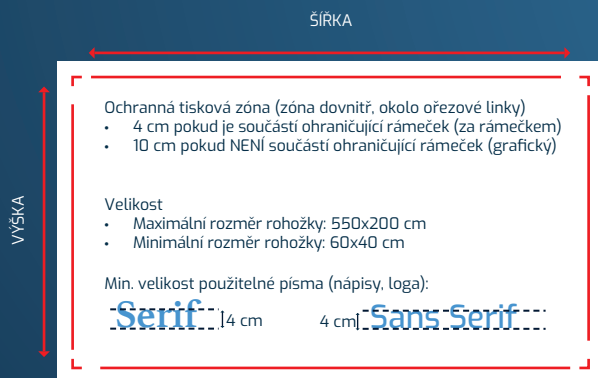 ŠÍŘKA
VÝŠKA
Ochranná tisková zóna (zóna dovnitř, okolo ořezové linky)
• 4 cm pokud je součástí ohraničující rámeček (za rámečkem)
• 10 cm pokud NENÍ součástí ohraničující rámeček (grafický)
Velikost
• Maximální rozměr rohožky: 550x200 cm
• Minimální rozměr rohožky: 60x40 cm
Min. velikost použitelné písma (nápisy, loga):
Serif 4 cm 4 cm Sans Serif